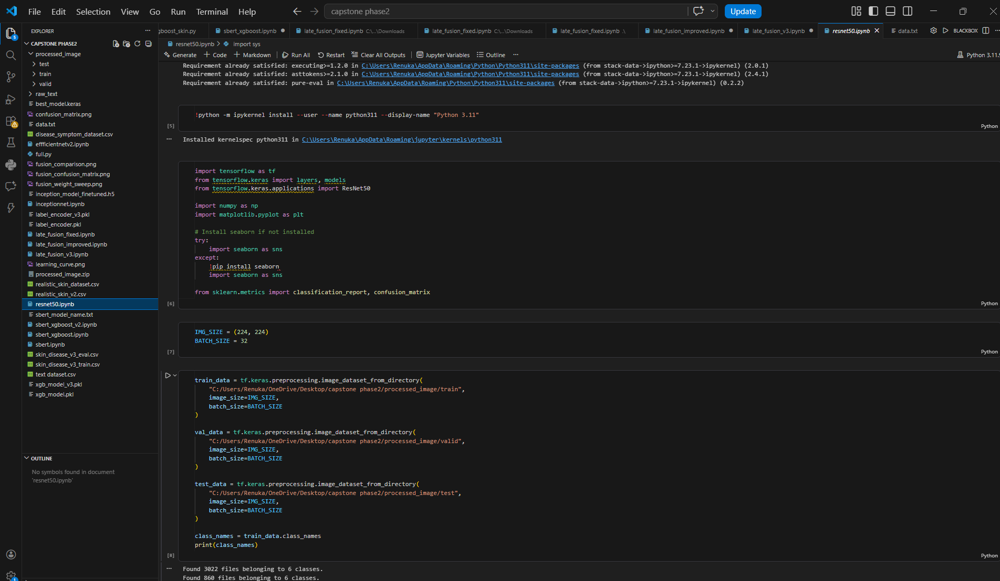 File Edit Selection View Go Run Terminal Help
capstone phase2
Update
EXPLORER
CAPSTONE PHASE2
processed_image
test
train
valid
raw_text
best_model.keras
confusion_matrix.png
data.txt
disease_symptom_dataset.csv
effficientnetv2.ipynb
full.py
fusion_comparison.png
fusion_confusion_matrix.png
fusion_weight_sweep.png
inception_model_finetuned.h5
inceptionnet.ipynb
label_encoder_v3.pkl
label_encoder.pkl
late_fusion_fixed.ipynb
late_fusion_improved.ipynb
late_fusion_v3.ipynb
learning_curve.png
processed_image.zip
realistic_skin_dataset.csv
realistic_skin_v2.csv
resnet50.ipynb
sbert_model_name.txt
sbert_xgboost_v2.ipynb
sbert_xgboost.ipynb
sbert.ipynb
skin_disease_v3_eval.csv
skin_disease_v3_train.csv
text dataset.csv
xgb_model_v3.pkl
xgb_model.pkl
OUTLINE
No symbols found in document
'resnet50.ipynb'
gboost_skin.py sbert_xgboost.ipynb late_fusion_fixed.ipynb C:\...\Downloads late_fusion_fixed.ipynb C:\...\Downloads late_fusion_fixed.ipynb .\ late_fusion_improved.ipynb late_fusion_v3.ipynb resnet50.ipynb data.txt BLACKBOX
resnet50.ipynb > import sys
Generate + Code + Markdown Run All Restart Clear All Outputs Jupyter Variables Outline ... Python 3.11.9
Requirement already satisfied: executing>=1.2.0 in C:\Users\Renuka\AppData\Roaming\Python\Python311\site-packages (from stack-data->ipython>=7.23.1->ipykernel) (2.0.1)
Requirement already satisfied: asttokens>=2.1.0 in C:\Users\Renuka\AppData\Roaming\Python\Python311\site-packages (from stack-data->ipython>=7.23.1->ipykernel) (2.4.1)
Requirement already satisfied: pure-eval in C:\Users\Renuka\AppData\Roaming\Python\Python311\site-packages (from stack-data->ipython>=7.23.1->ipykernel) (0.2.2)
!python -m ipykernel install --user --name python311 --display-name "Python 3.11"
[5] Python
Installed kernelspec python311 in C:\Users\Renuka\AppData\Roaming\jupyter\kernels\python311
import tensorflow as tf
from tensorflow.keras import layers, models
from tensorflow.keras.applications import ResNet50
import numpy as np
import matplotlib.pyplot as plt
# Install seaborn if not installed
try:
import seaborn as sns
except:
!pip install seaborn
import seaborn as sns
from sklearn.metrics import classification_report, confusion_matrix
[6] Python
IMG_SIZE = (224, 224)
BATCH_SIZE = 32
[7] Python
train_data = tf.keras.preprocessing.image_dataset_from_directory(
"C:/Users/Renuka/OneDrive/Desktop/capstone phase2/processed_image/train",
image_size=IMG_SIZE,
batch_size=BATCH_SIZE
)
val_data = tf.keras.preprocessing.image_dataset_from_directory(
"C:/Users/Renuka/OneDrive/Desktop/capstone phase2/processed_image/valid",
image_size=IMG_SIZE,
batch_size=BATCH_SIZE
)
test_data = tf.keras.preprocessing.image_dataset_from_directory(
"C:/Users/Renuka/OneDrive/Desktop/capstone phase2/processed_image/test",
image_size=IMG_SIZE,
batch_size=BATCH_SIZE
)
class_names = train_data.class_names
print(class_names)
[8] Python
Found 3022 files belonging to 6 classes.
Found 860 files belonging to 6 classes.